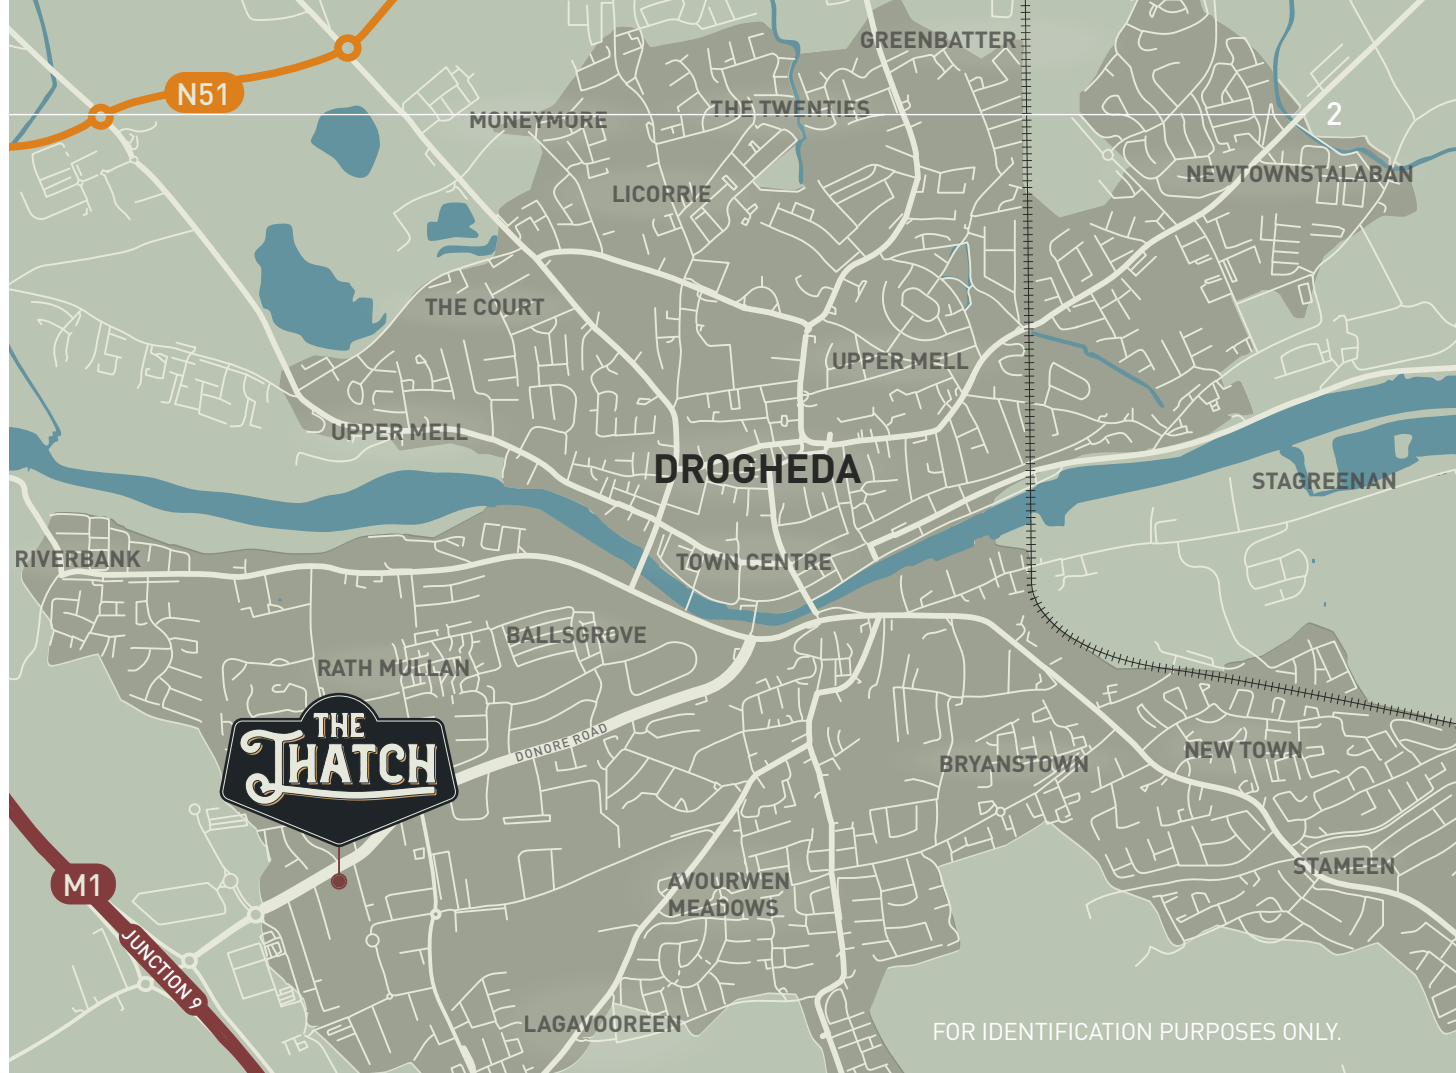 GREENBATTER
N51
THE TWENTIES
2
MONEYMORE
NEWTOWNSTALABAN
LICORRIE
THE COURT
UPPER MELL
UPPER MELL
DROGHEDA
STAGREENAN
RIVERBANK
TOWN CENTRE
BALLSGROVE
RATH MULLAN
THE
THATCH
DONORE ROAD
BRYANSTOWN
NEW TOWN
M1
AVOURWEN
MEADOWS
STAMEEN
JUNCTION 9
LAGAVOOREEN
FOR IDENTIFICATION PURPOSES ONLY.